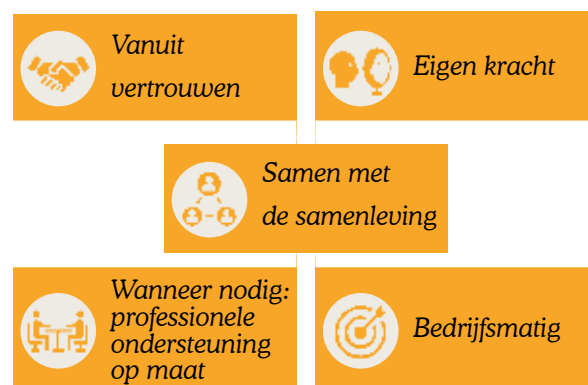 Vanuit
vertrouwen
Eigen kracht
Samen met
de samenleving
Wanneer nodig:
professionele
ondersteuning
op maat
Bedrijfsmatig